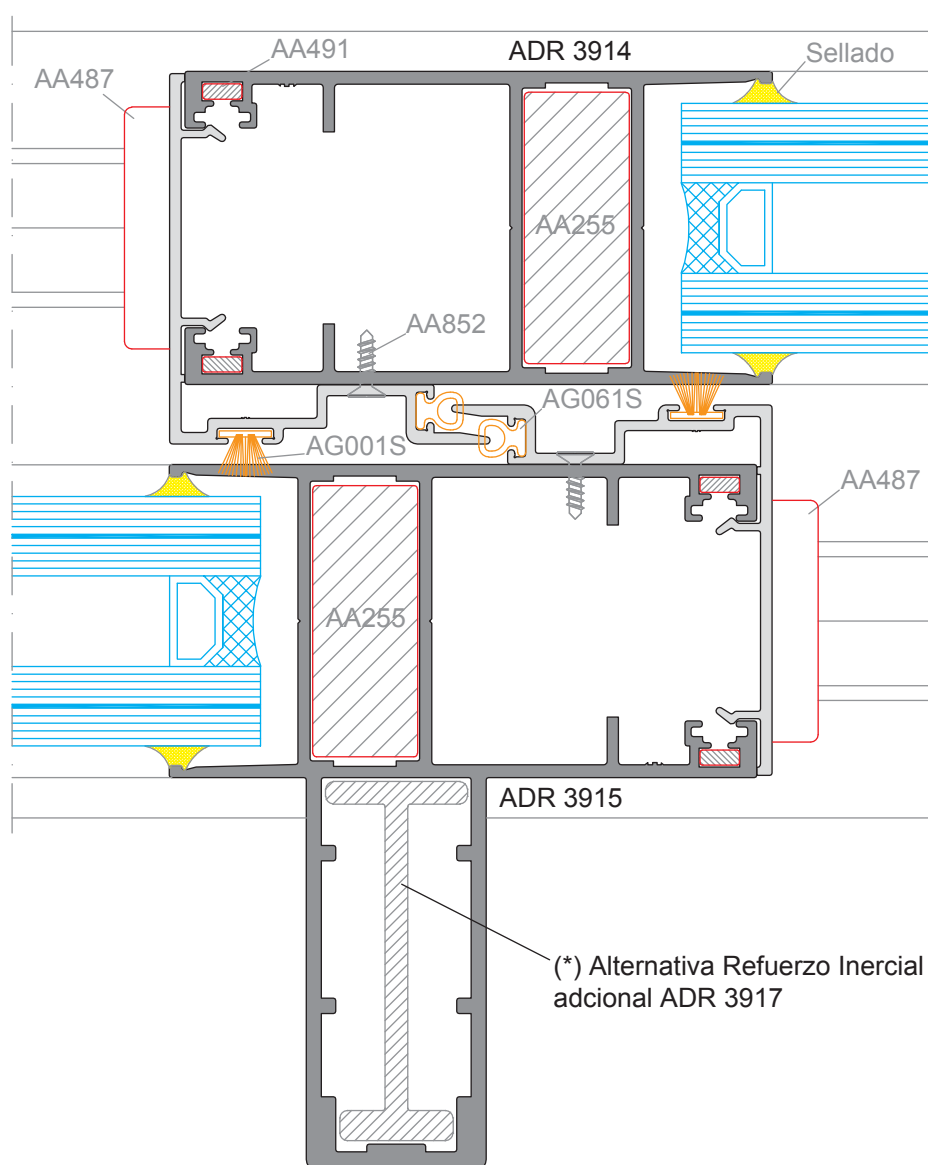 ADR 3914
AA491
Sellado
AA487
AA255
AA852
AG061S
AG001S
AA487
AA255
ADR 3915
(*) Alternativa Refuerzo Inercial
adcional ADR 3917